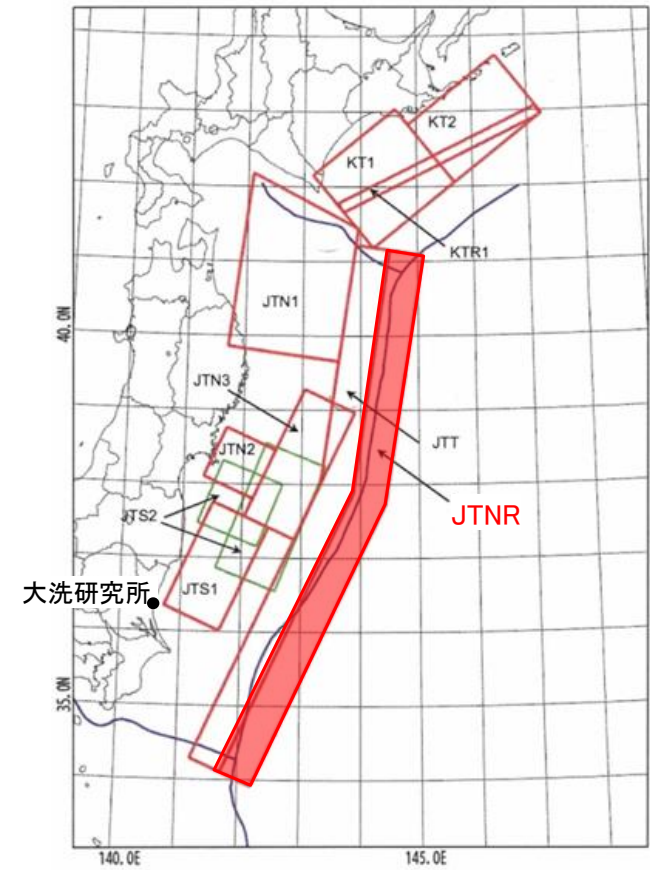 KT2
KT1
KTR1
JTN1
40.0N
JTN3
JTT
JTN2
JTNR
JTS2
大洗研究所
JTS1
35.0N
140.0E
145.0E